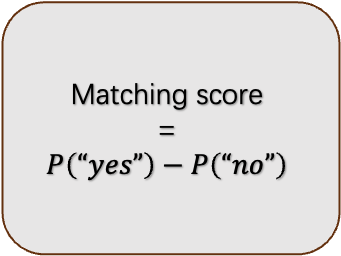 Matching score
=
P(“yes”) − P(“no”)